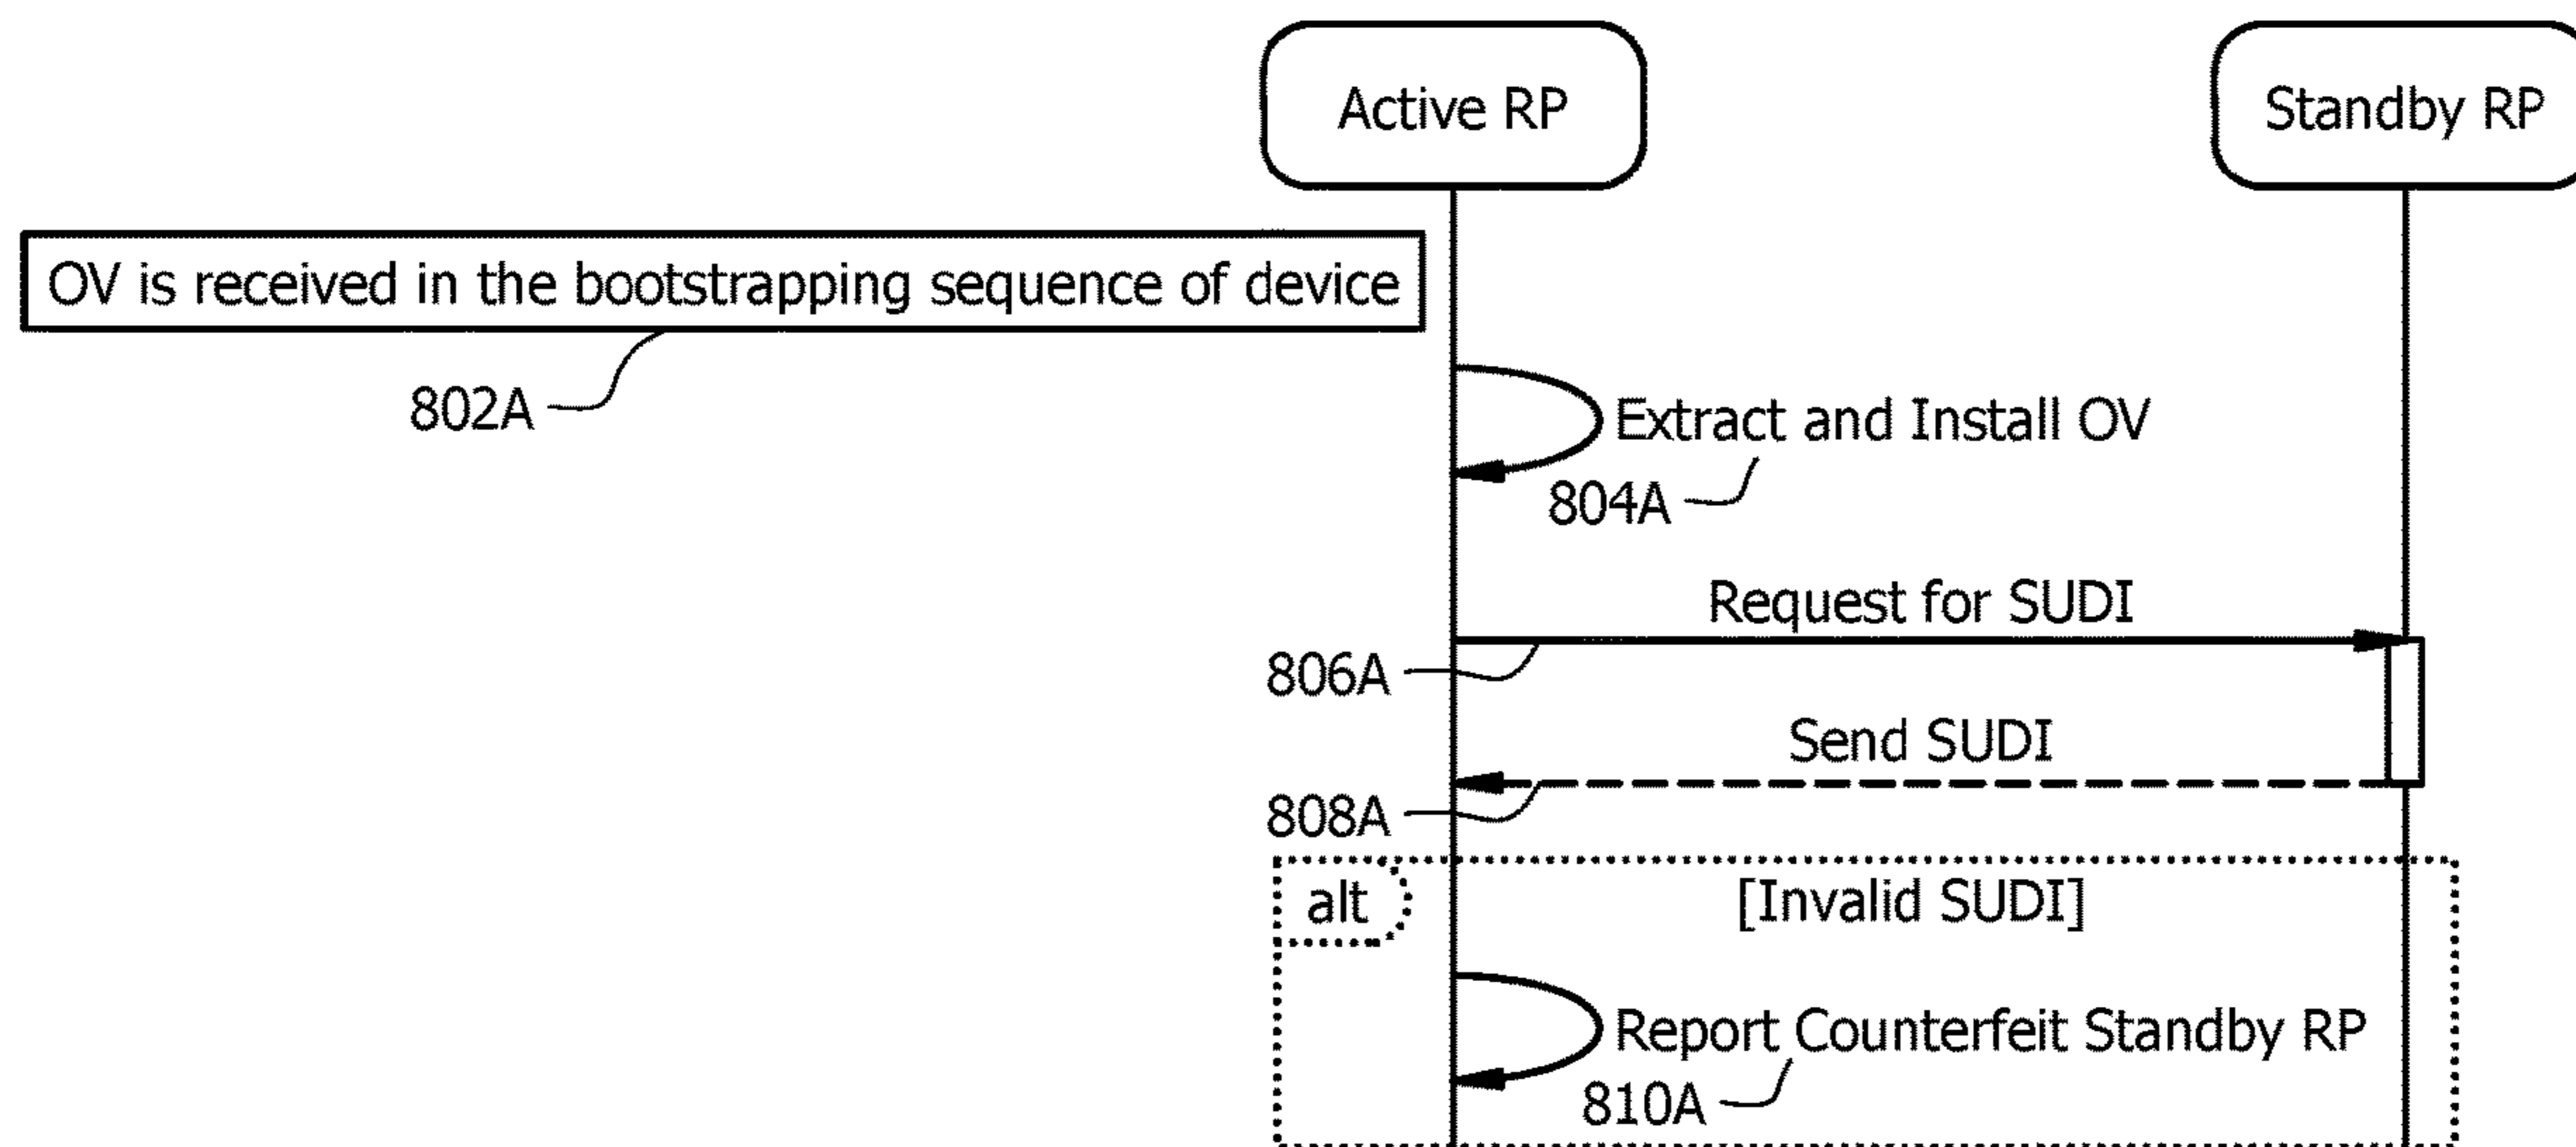 Active RP
Standby RP
OV is received in the bootstrapping sequence of device
802A
Extract and Install OV
804A
Request for SUDI
806A
Send SUDI
808A
alt
[Invalid SUDI]
Report Counterfeit Standby RP
810A